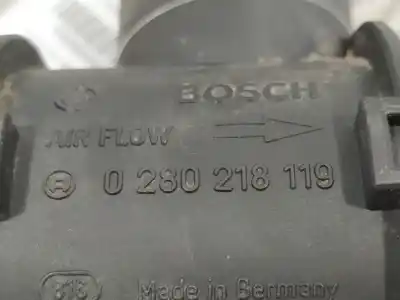 BOSCH
AIR FLOW
A 0 280 218 119
816 Made in Germany